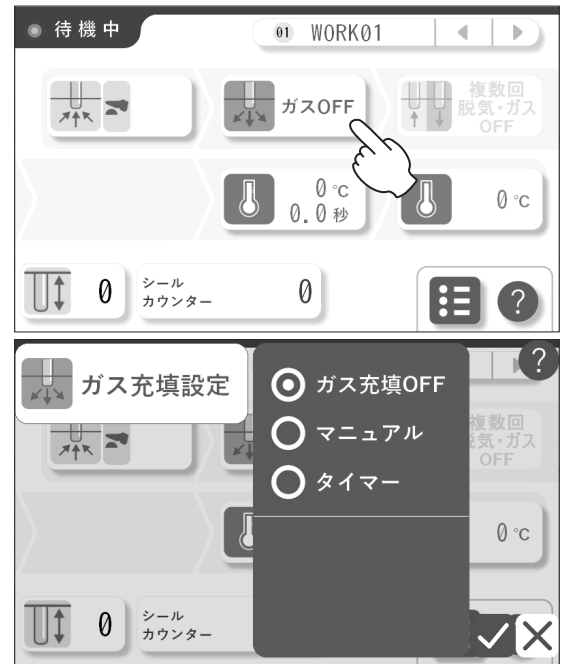 待機中
01 WORK01
ガスOFF
複数回
脱気・ガス
OFF
0 ℃
0.0 秒
0 ℃
0
シール
カウンター
0
?
?
ガス充填設定
ガス充填OFF
マニュアル
タイマー
複数回
気・ガス
OFF
0 ℃
0
シール
カウンター